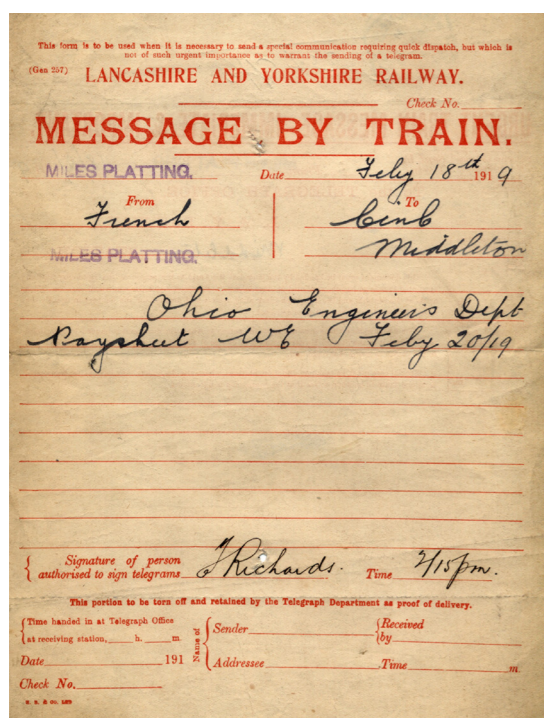 This form is to be used when it is necessary to send a special communication requiring quick dispatch, but which is
not of such urgent importance as to warrant the sending of a telegram.
(Gen 257) LANCASHIRE AND YORKSHIRE RAILWAY.
Check No.
MESSAGE BY TRAIN.
MILES PLATTING. Date Feby 18th 1919
From To
French
Middleton
MILES PLATTING.
Ohio Engineers Dept
Paysheet WE Feby 20/19
Signature of person
authorised to sign telegrams Richards. Time 2/15pm.
This portion to be torn off and retained by the Telegraph Department as proof of delivery.
Time handed in at Telegraph Office
at receiving station, h. m.
Date 191
Check No.
Name of
Sender
Addressee
Received
by
Time m.